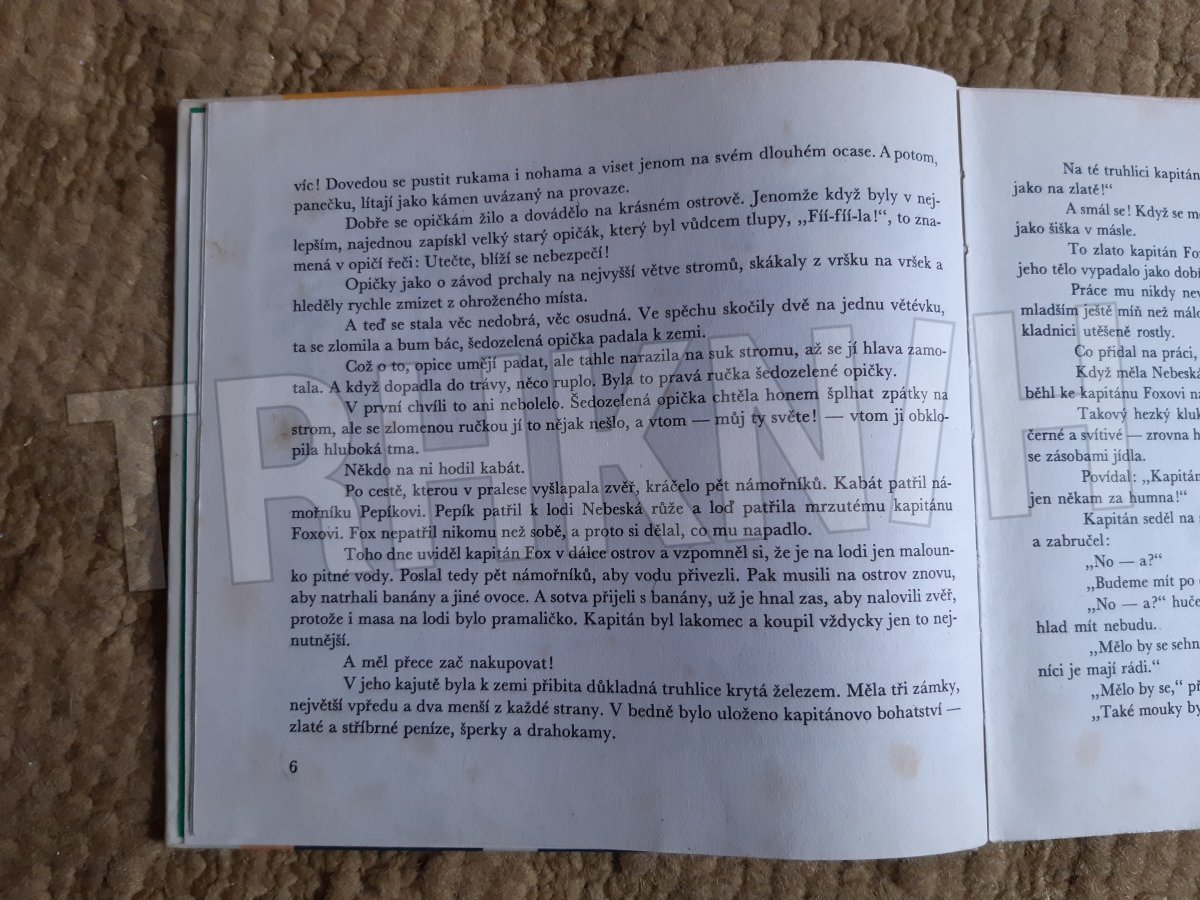 víc! Dovedou se pustit rukama i nohama a viset jenom na svém dlouhém ocase. A potom,
panečku, lítají jako kámen uvázaný na provaze.
Dobře se opičkám žilo a dovádělo na krásném ostrově. Jenomže když byly v nej-
lepším, najednou zapískl velký starý opičák, který byl vůdcem tlupy, „Fíí-fíí-la!“, to zna-
mená v opičí řeči: Utečte, blíží se nebezpečí!
Opičky jako o závod prchaly na nejvyšší větve stromů, skákaly z vršku na vršek a
hleděly rychle zmizet z ohroženého místa.
A teď se stala věc nedobrá, věc osudná. Ve spěchu skočily dvě na jednu větévku,
ta se zlomila a bum bác, šedozelená opička padala k zemi.
Což o to, opice umějí padat, ale tahle narazila na suk stromu, až se jí hlava zamo-
tala. A když dopadla do trávy, něco ruplo. Byla to pravá ručka šedozelené opičky.
V první chvíli to ani nebolelo. Šedozelená opička chtěla honem šplhat zpátky na
strom, ale se zlomenou ručkou jí to nějak nešlo, a vtom — můj ty světe! — vtom ji obklo-
pila hluboká tma.
Někdo na ni hodil kabát.
Po cestě, kterou v pralese vyšlapala zvěř, kráčelo pět námořníků. Kabát patřil ná-
mořníku Pepíkovi. Pepík patřil k lodi Nebeská růže a loď patřila mrzutému kapitánu
Foxovi. Fox nepatřil nikomu než sobě, a proto si dělal, co mu napadlo.
Toho dne uviděl kapitán Fox v dálce ostrov a vzpomněl si, že je na lodi jen maloun-
ko pitné vody. Poslal tedy pět námořníků, aby vodu přivezli. Pak musili na ostrov znovu,
aby natrhali banány a jiné ovoce. A sotva přijeli s banány, už je hnal zas, aby nalovili zvěř,
protože i masa na lodi bylo pramaličko. Kapitán byl lakomec a koupil vždycky jen to nej-
nutnější.
A měl přece zač nakupovat!
V jeho kajutě byla k zemi přibita důkladná truhlice krytá železem. Měla tři zámky,
největší vpředu a dva menší z každé strany. V bedně bylo uloženo kapitánovo bohatství —
zlaté a stříbrné peníze, šperky a drahokamy.
6
Na té truhlici kapitán
jako na zlatě!“
A smál se! Když se
jako šiška v másle.
To zlato kapitán
jeho tělo vypadalo jako
Práce mu nikdy
mladším ještě míň než
kladnici utěšeně rostly.
Co přidal na práci,
Když měla
běhl ke kapitánu Foxovi
Takový hezký kluk
černé a svítivé — zrovna
se zásobami jídla.
Povídal: „Kapitán
jen někam za humna!“
Kapitán seděl na
a zabručel:
„No — a?“
„Budeme mít po
„No — a?“
hlad mít nebudu.
„Mělo by se
níci je mají rádi.“
„Mělo by se,“
„Také mouky
TRHKNIH